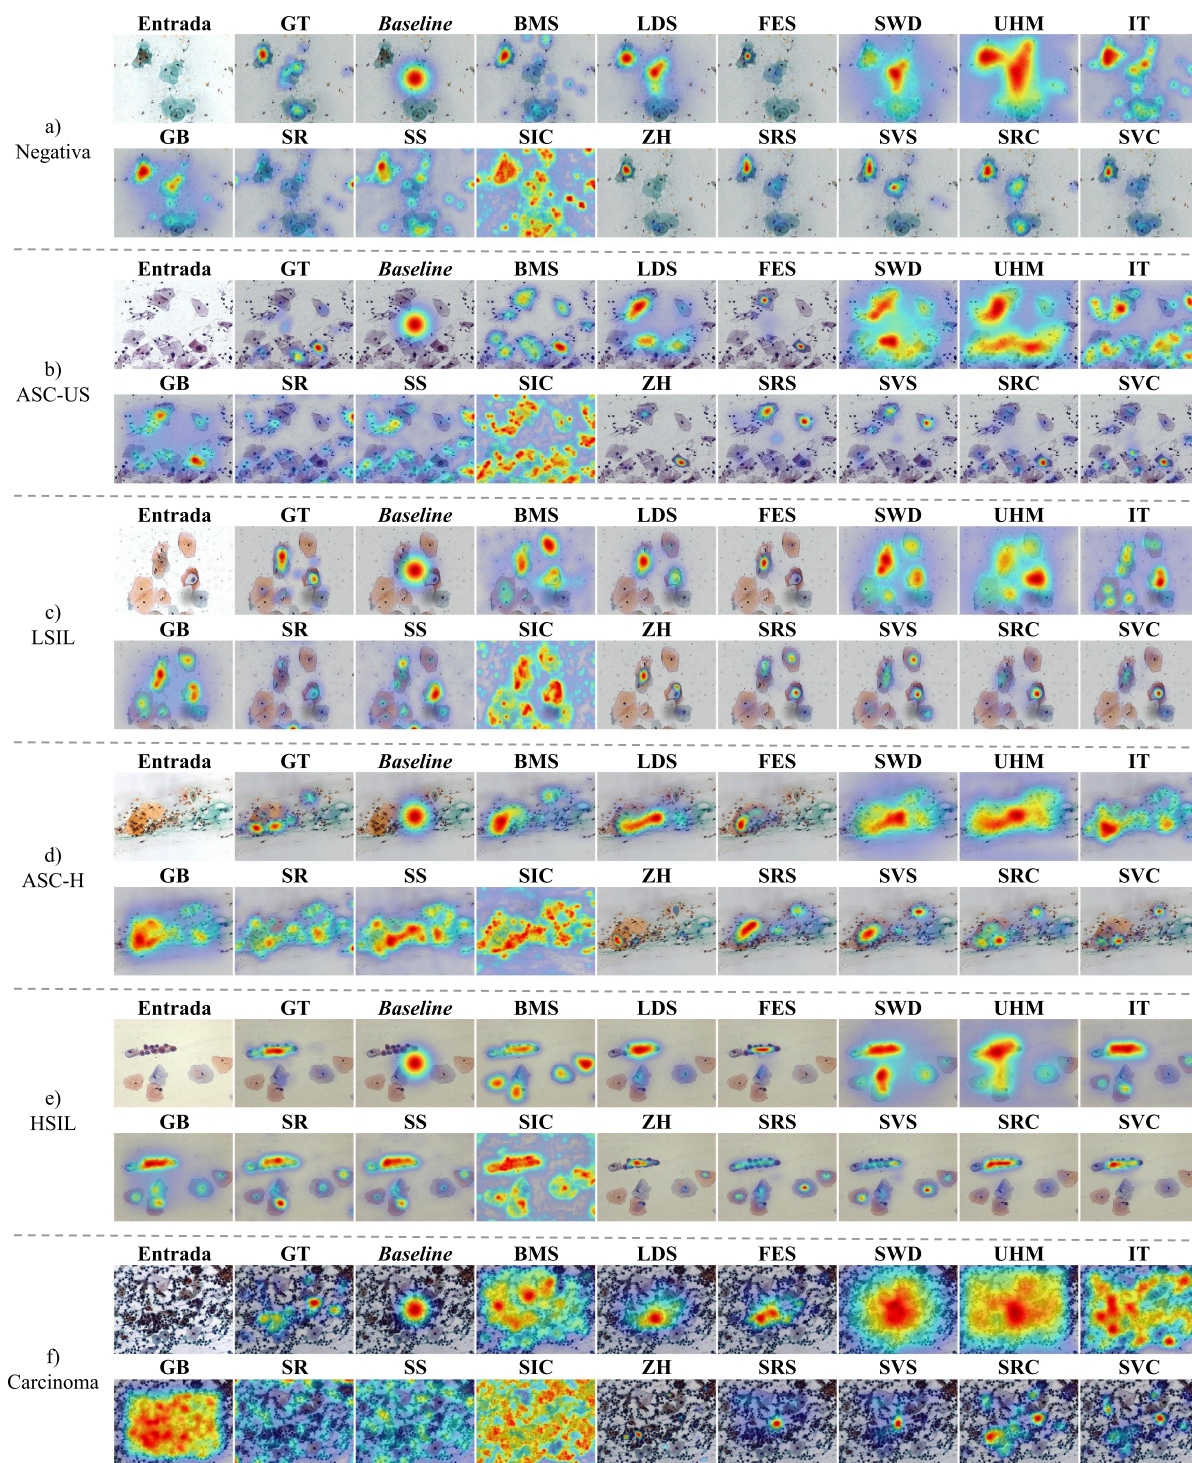 Entrada GT Baseline BMS LDS FES SWD UHM IT
a)
Negativa
GB SR SS SIC ZH SRS SVS SRC SVC
Entrada GT Baseline BMS LDS FES SWD UHM IT
b)
ASC-US
GB SR SS SIC ZH SRS SVS SRC SVC
Entrada GT Baseline BMS LDS FES SWD UHM IT
c)
LSIL
GB SR SS SIC ZH SRS SVS SRC SVC
Entrada GT Baseline BMS LDS FES SWD UHM IT
d)
ASC-H
GB SR SS SIC ZH SRS SVS SRC SVC
Entrada GT Baseline BMS LDS FES SWD UHM IT
e)
HSIL
GB SR SS SIC ZH SRS SVS SRC SVC
Entrada GT Baseline BMS LDS FES SWD UHM IT
f)
Carcinoma
GB SR SS SIC ZH SRS SVS SRC SVC